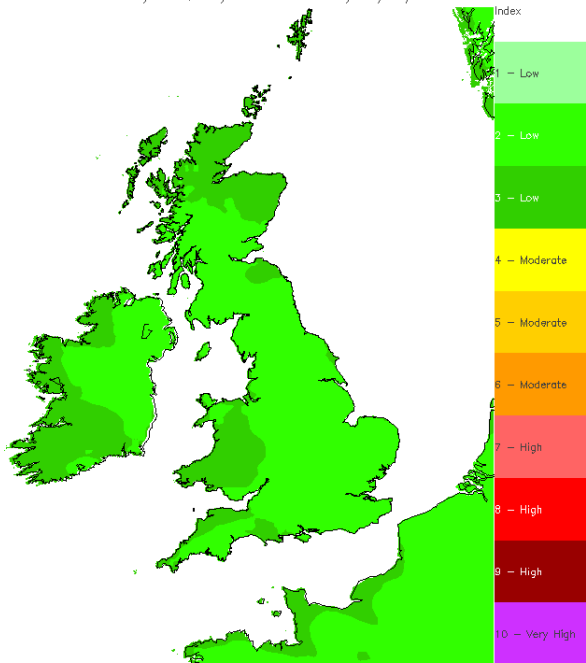 Index
1 – Low
2 – Low
3 – Low
4 – Moderate
5 – Moderate
6 – Moderate
7 – High
8 – High
9 – High
10 – Very High